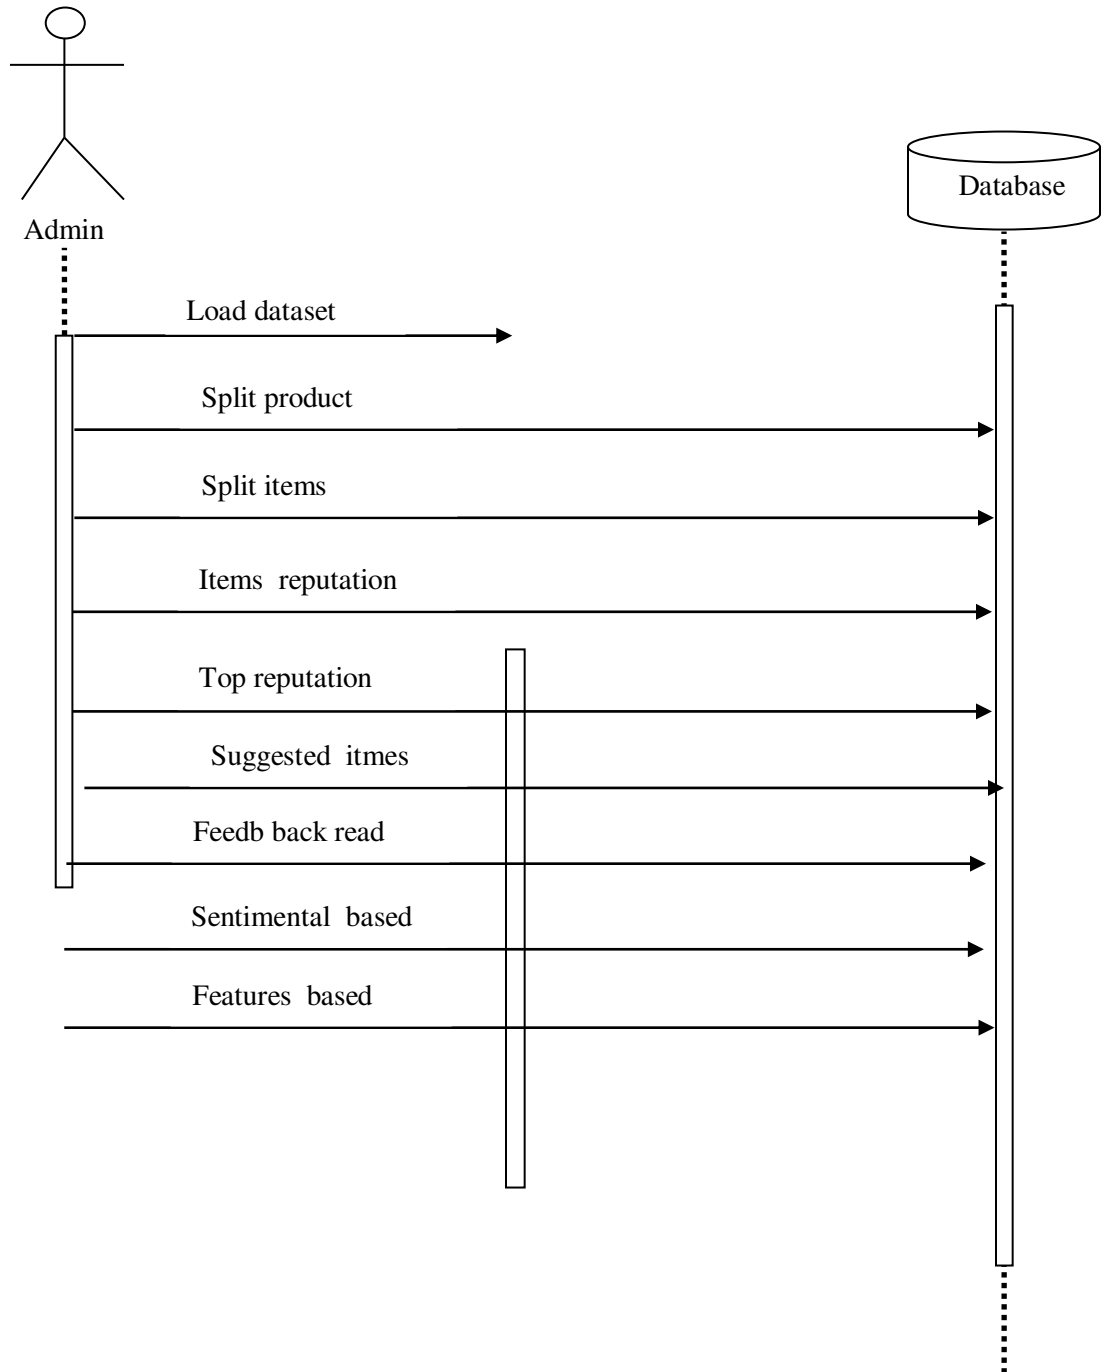 Database
Admin
Load dataset
Split product
Split items
Items reputation
Top reputation
Suggested itmes
Feedb back read
Sentimental based
Features based